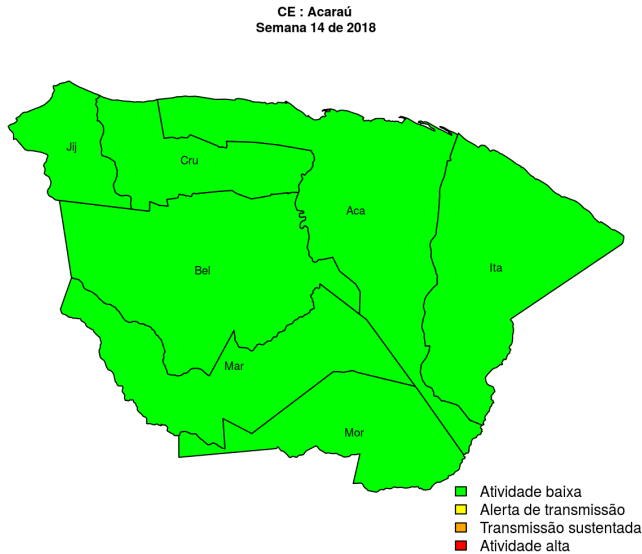 CE : Acaraú
Semana 14 de 2018
Jij
Cru
Aca
Bel
Ita
Mar
Mor
Atividade baixa
Alerta de transmissão
Transmissão sustentada
Atividade alta